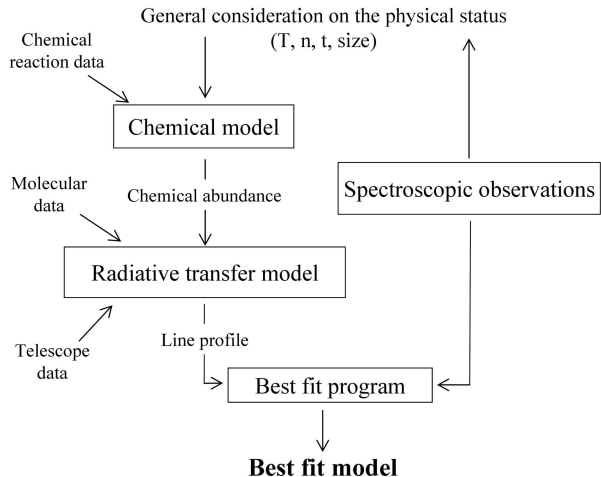 General consideration on the physical status
(T, n, t, size)
Chemical
reaction data
Chemical model
Molecular
data
Chemical abundance
Spectroscopic observations
Radiative transfer model
Telescope
data
Line profile
Best fit program
Best fit model